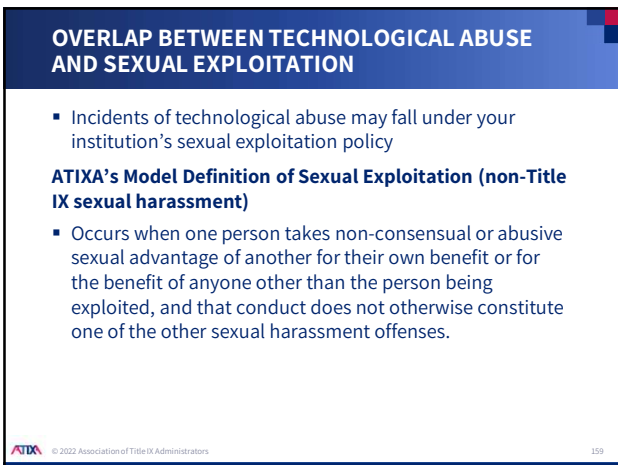 OVERLAP BETWEEN TECHNOLOGICAL ABUSE
AND SEXUAL EXPLOITATION
▪ Incidents of technological abuse may fall under your
institution's sexual exploitation policy
ATIXA's Model Definition of Sexual Exploitation (non-Title
IX sexual harassment)
▪ Occurs when one person takes non-consensual or abusive
sexual advantage of another for their own benefit or for
the benefit of anyone other than the person being
exploited, and that conduct does not otherwise constitute
one of the other sexual harassment offenses.
ATIXA © 2022 Association of Title IX Administrators 159